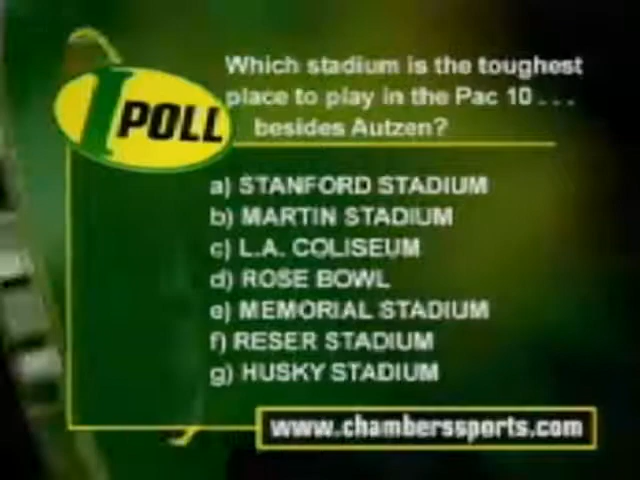 I POLL
Which stadium is the toughest
place to play in the Pac 10 . . .
besides Autzen?
a) STANFORD STADIUM
b) MARTIN STADIUM
c) L.A. COLISEUM
d) ROSE BOWL
e) MEMORIAL STADIUM
f) RESER STADIUM
g) HUSKY STADIUM
www.chamberssports.com